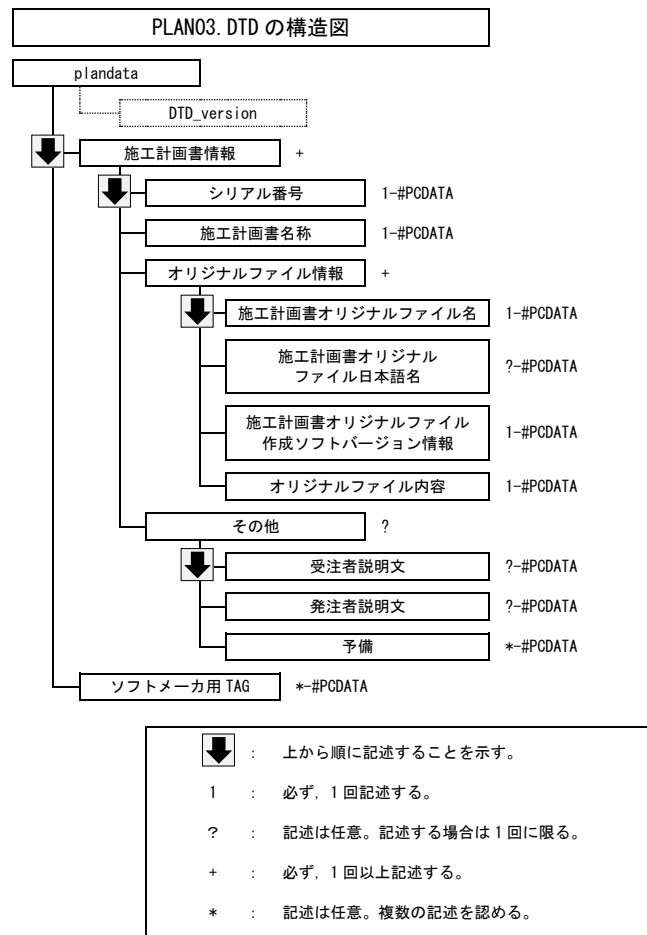 PLAN03.DTD の構造図
plandata
DTD_version
施工計画書情報 +
シリアル番号 1-#PCDATA
施工計画書名称 1-#PCDATA
オリジナルファイル情報 +
施工計画書オリジナルファイル名 1-#PCDATA
施工計画書オリジナル
ファイル日本語名 ?-#PCDATA
施工計画書オリジナルファイル
作成ソフトバージョン情報 1-#PCDATA
オリジナルファイル内容 1-#PCDATA
その他 ?
受注者説明文 ?-#PCDATA
発注者説明文 ?-#PCDATA
予備 *-#PCDATA
ソフトメーカ用 TAG *-#PCDATA
： 上から順に記述することを示す。
1 ： 必ず，1 回記述する。
? ： 記述は任意。記述する場合は 1 回に限る。
+ ： 必ず，1 回以上記述する。
* ： 記述は任意。複数の記述を認める。